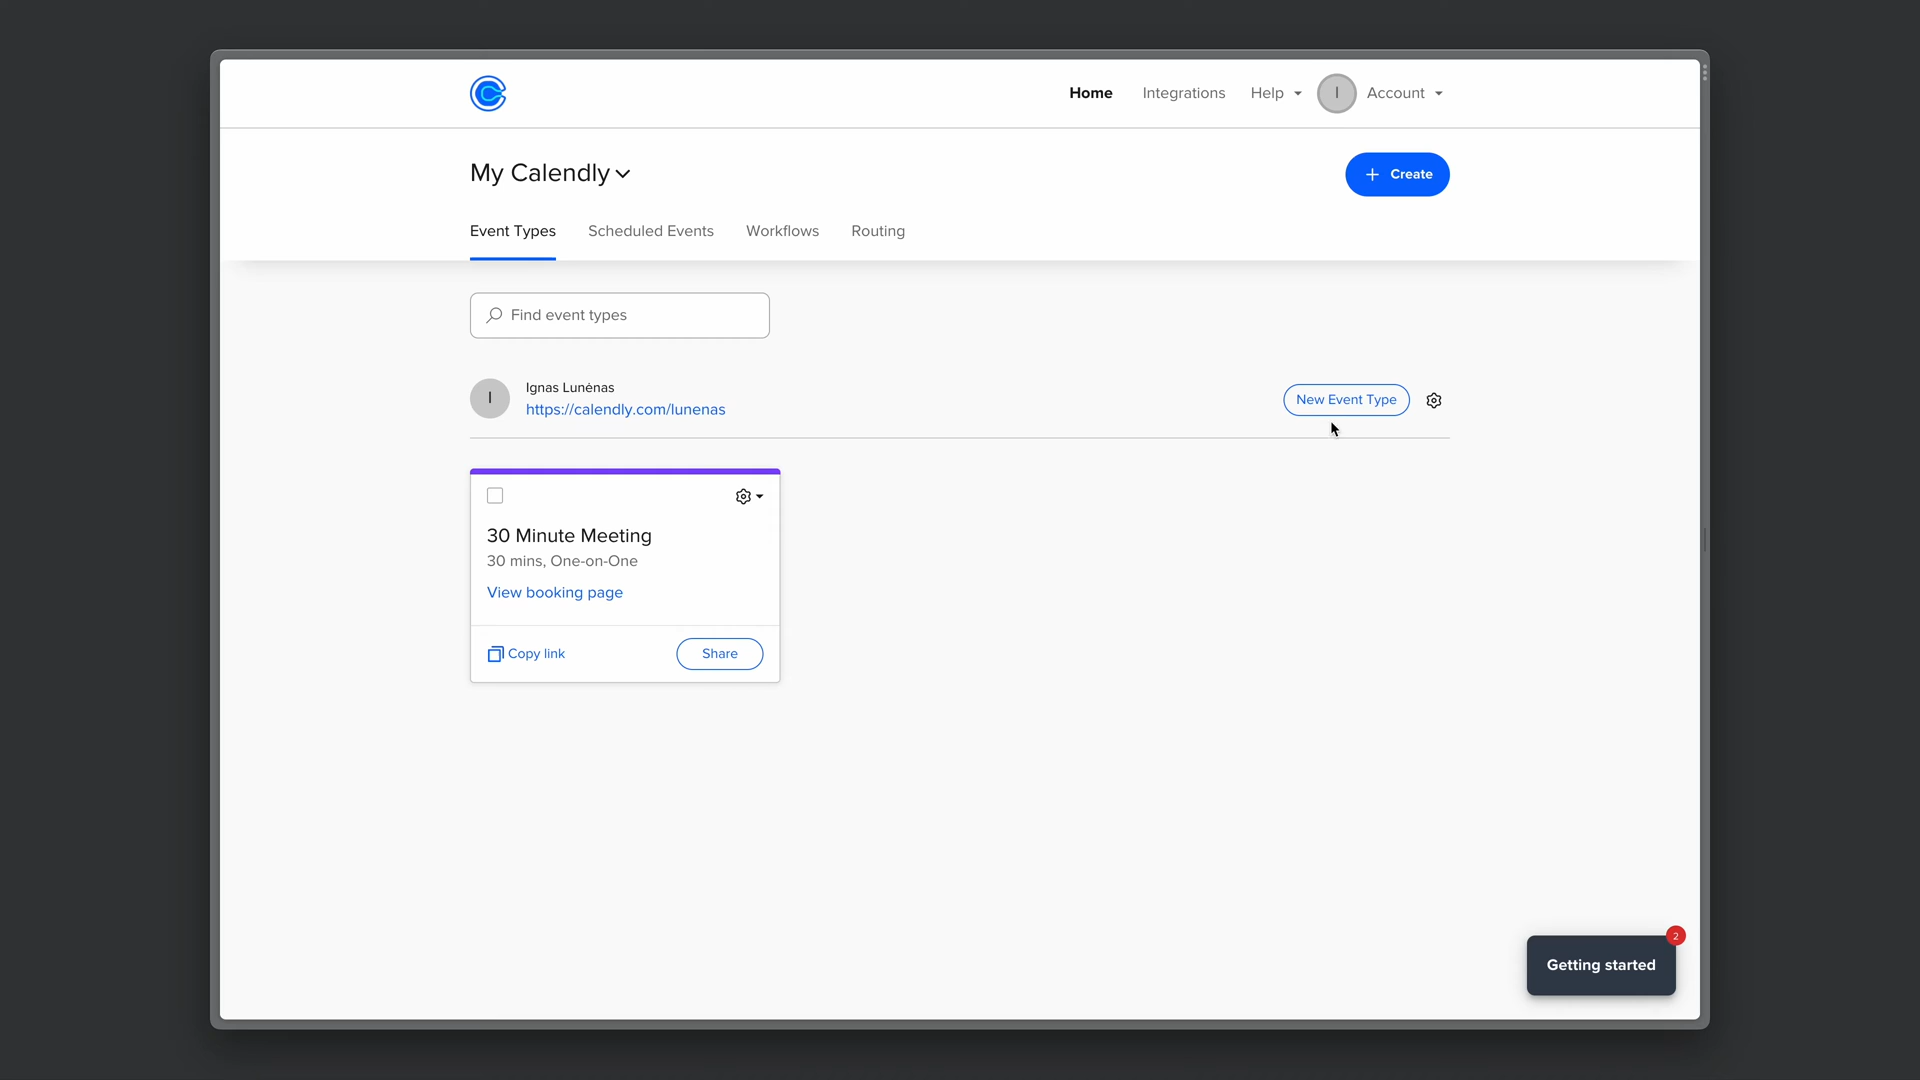 Home Integrations Help I Account
My Calendly
+ Create
Event Types Scheduled Events Workflows Routing
Find event types
I
Ignas Lunėnas
https://calendly.com/lunenas
New Event Type
30 Minute Meeting
30 mins, One-on-One
View booking page
Copy link
Share
2
Getting started